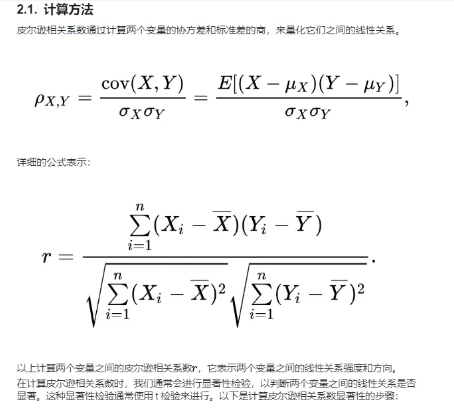 2.1. 计算方法
皮尔逊相关系数通过计算两个变量的协方差和标准差的商，来量化它们之间的线性关系。
ρ_{X,Y} = \frac{cov(X, Y)}{σ_X σ_Y} = \frac{E[(X − μ_X)(Y − μ_Y)]}{σ_X σ_Y},
详细的公式表示：
r = \frac{\sum_{i=1}^{n}(X_i − \overline{X})(Y_i − \overline{Y})}{\sqrt{\sum_{i=1}^{n}(X_i − \overline{X})^2}\sqrt{\sum_{i=1}^{n}(Y_i − \overline{Y})^2}}.
以上计算两个变量之间的皮尔逊相关系数r，它表示两个变量之间的线性关系强度和方向。
在计算皮尔逊相关系数时，我们通常会进行显著性检验，以判断两个变量之间的线性关系是否
显著。这种显著性检验通常使用 t 检验来进行。以下是计算皮尔逊相关系数显著性的步骤：